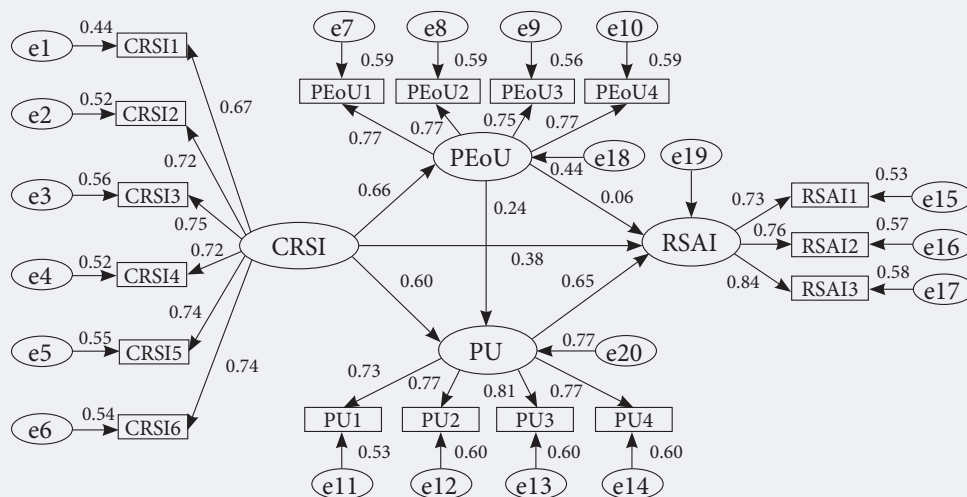 e7 e8 e9 e10
0.59 0.59 0.56 0.59
e1 0.44 CRSI1
PEoU1 PEoU2 PEoU3 PEoU4
0.67
e2 0.52 CRSI2
0.77 0.77 0.75 0.77
0.72
PEoU 0.44 e18 e19
e3 0.56 CRSI3
0.66 0.24 0.06
0.75
0.73 RSAI1 0.53 e15
CRSI 0.38 RSAI
0.76 RSAI2 0.57 e16
e4 0.52 CRSI4 0.72
0.60 0.65
0.84 RSAI3 0.58 e17
0.74
e5 0.55 CRSI5
PU 0.77 e20
0.74
0.73 0.77 0.81 0.77
e6 0.54 CRSI6
PU1 PU2 PU3 PU4
0.53 0.60 0.60 0.60
e11 e12 e13 e14